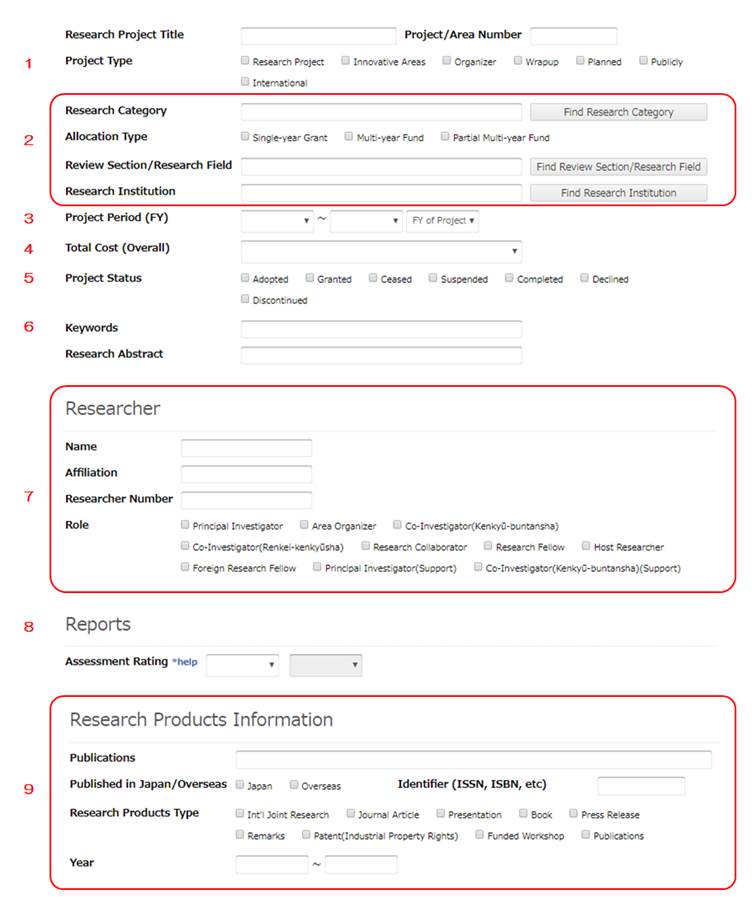 Research Project Title Project/Area Number
1 Project Type Research Project Innovative Areas Organizer Wrapup Planned Publicly
International
Research Category Find Research Category
2 Allocation Type Single-year Grant Multi-year Fund Partial Multi-year Fund
Review Section/Research Field Find Review Section/Research Field
Research Institution Find Research Institution
3 Project Period (FY) ~ FY of Project
4 Total Cost (Overall)
5 Project Status Adopted Granted Ceased Suspended Completed Declined
Discontinued
6 Keywords
Research Abstract
Researcher
Name
Affiliation
7 Researcher Number
Role Principal Investigator Area Organizer Co-Investigator(Kenkyū-buntansha)
Co-Investigator(Renkei-kenkyūsha) Research Collaborator Research Fellow Host Researcher
Foreign Research Fellow Principal Investigator(Support) Co-Investigator(Kenkyū-buntansha)(Support)
8 Reports
Assessment Rating *help
Research Products Information
Publications
9 Published in Japan/Overseas Japan Overseas Identifier (ISSN, ISBN, etc)
Research Products Type Int'l Joint Research Journal Article Presentation Book Press Release
Remarks Patent(Industrial Property Rights) Funded Workshop Publications
Year ~